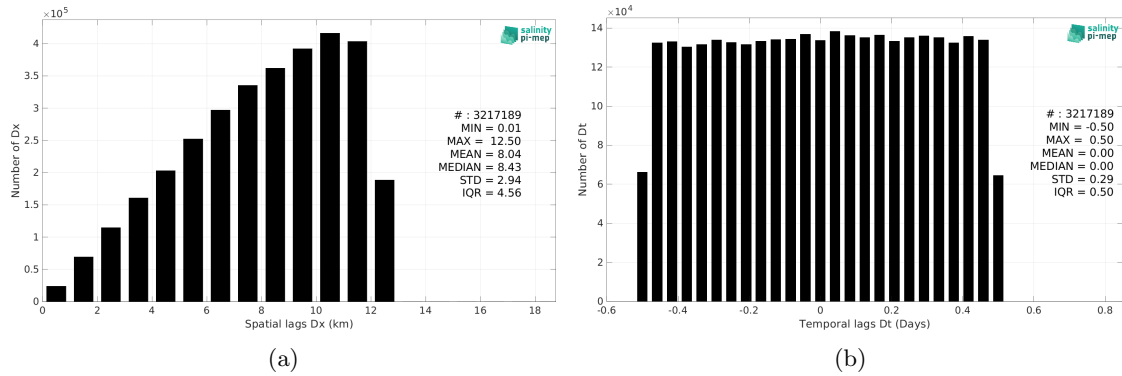 ×10⁵
4
3.5
3
2.5
2
1.5
1
0.5
0
Number of Dx
0 2 4 6 8 10 12 14 16 18
Spatial lags Dx (km)
salinity
pi-mep
# : 3217189
MIN = 0.01
MAX = 12.50
MEAN = 8.04
MEDIAN = 8.43
STD = 2.94
IQR = 4.56
(a)
×10⁴
14
12
10
8
6
4
2
0
Number of Dt
-0.6 -0.4 -0.2 0 0.2 0.4 0.6 0.8
Temporal lags Dt (Days)
salinity
pi-mep
# : 3217189
MIN = -0.50
MAX = 0.50
MEAN = 0.00
MEDIAN = 0.00
STD = 0.29
IQR = 0.50
(b)